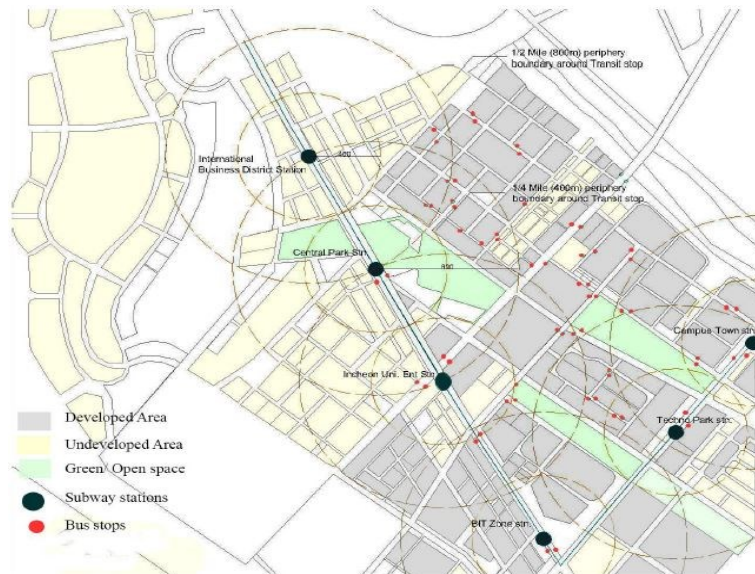 1/2 Mile (800m) periphery
boundary around Transit stop
International
Business District Station
400
1/4 Mile (400m) periphery
boundary around Transit stop
Central Park Stn.
800
Campus Town stn.
Incheon Uni. Ent Stn.
Techno Park stn.
BIT Zone stn.
Developed Area
Undeveloped Area
Green/ Open space
Subway stations
Bus stops